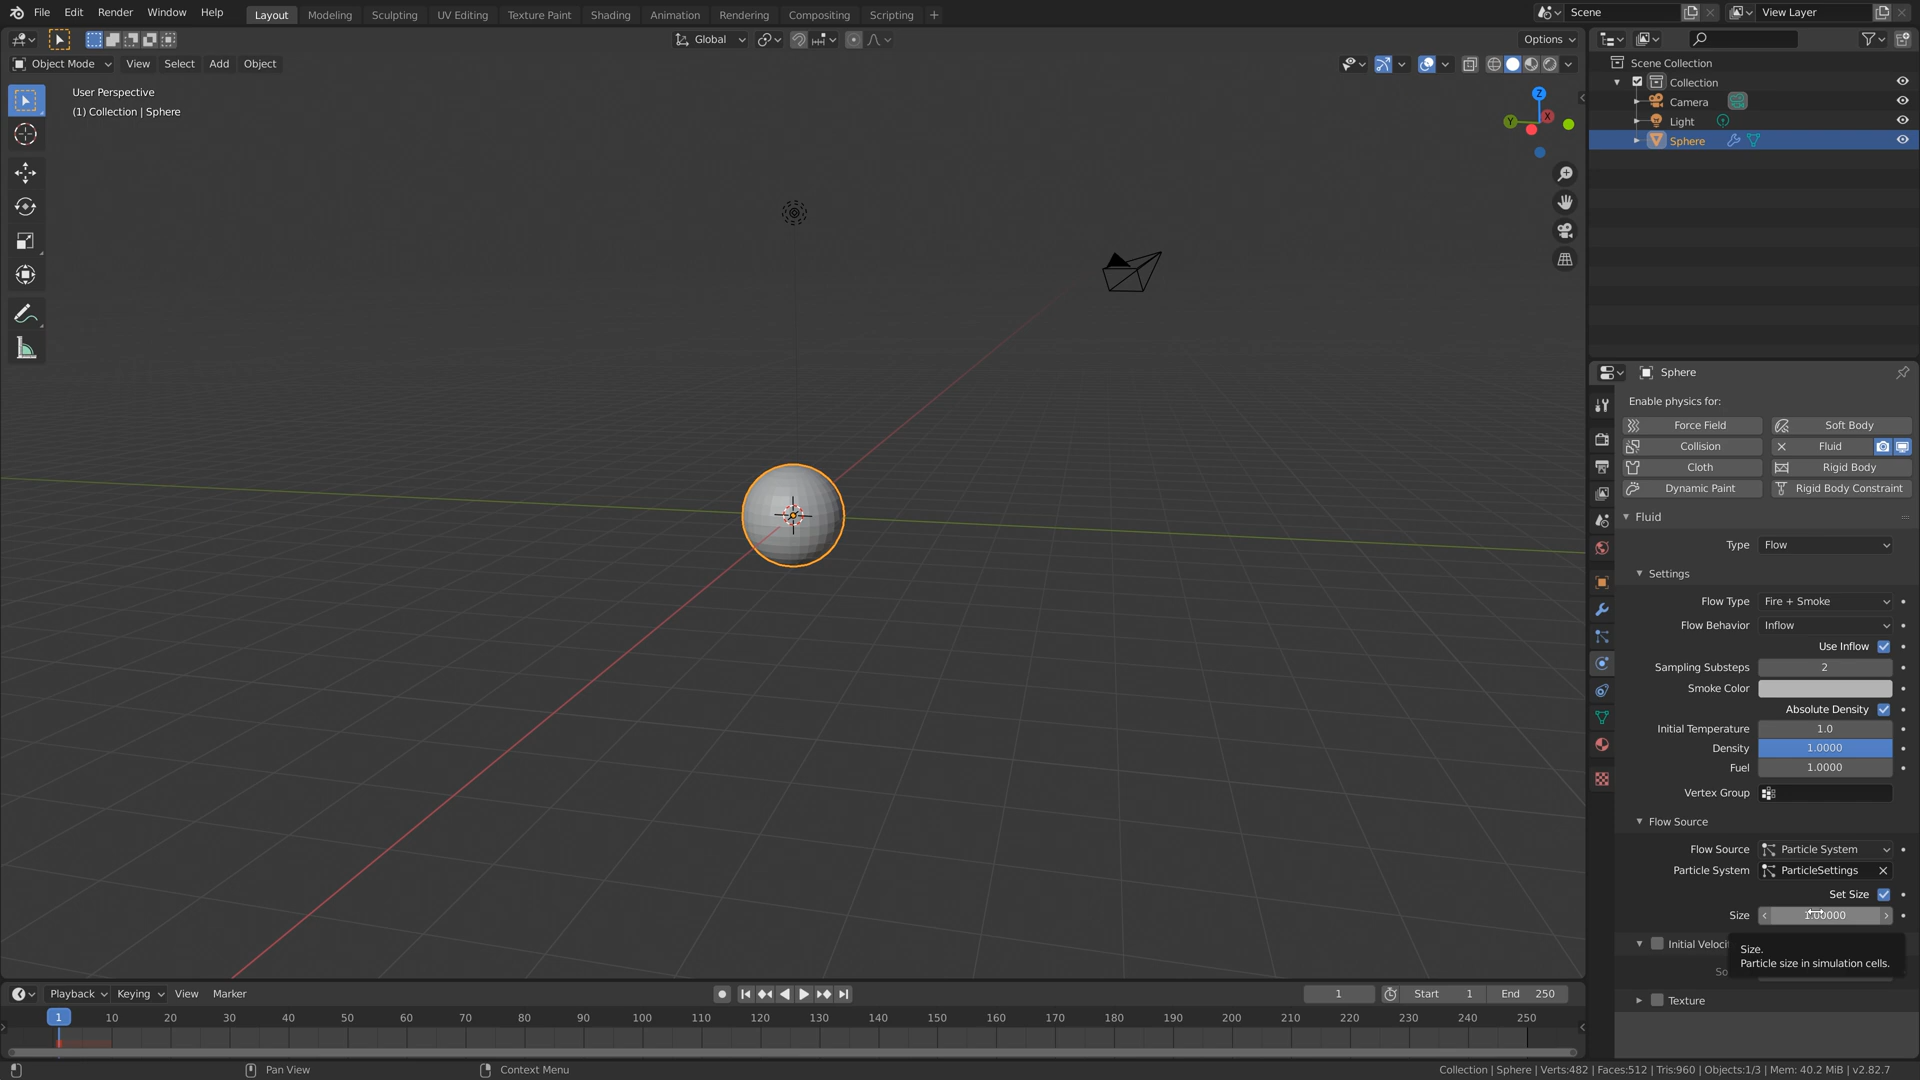 File Edit Render Window Help
Layout Modeling Sculpting UV Editing Texture Paint Shading Animation Rendering Compositing Scripting +
Scene
View Layer
Global
Options
Object Mode View Select Add Object
User Perspective
(1) Collection | Sphere
Z
Y
X
Scene Collection
Collection
Camera
Light
Sphere
Sphere
Enable physics for:
Force Field Soft Body
Collision Fluid
Cloth Rigid Body
Dynamic Paint Rigid Body Constraint
Fluid
Type Flow
Settings
Flow Type Fire + Smoke
Flow Behavior Inflow
Use Inflow
Sampling Substeps 2
Smoke Color
Absolute Density
Initial Temperature 1.0
Density 1.0000
Fuel 1.0000
Vertex Group
Flow Source
Flow Source Particle System
Particle System ParticleSettings
Set Size
Size 1.00000
Size.
Particle size in simulation cells.
Texture
Playback Keying View Marker
1 Start 1 End 250
1 10 20 30 40 50 60 70 80 90 100 110 120 130 140 150 160 170 180 190 200 210 220 230 240 250
Pan View Context Menu
Collection | Sphere | Verts:482 | Faces:512 | Tris:960 | Objects:1/3 | Mem: 40.2 MiB | v2.82.7